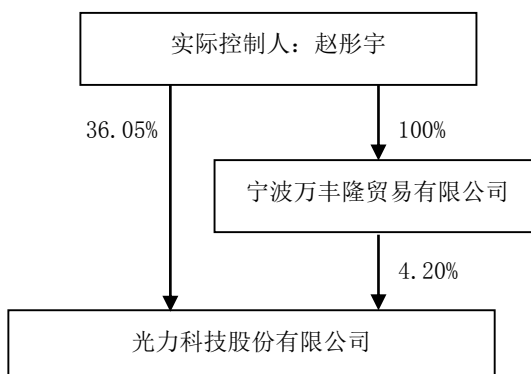 实际控制人：赵彤宇
36.05%
100%
宁波万丰隆贸易有限公司
4.20%
光力科技股份有限公司